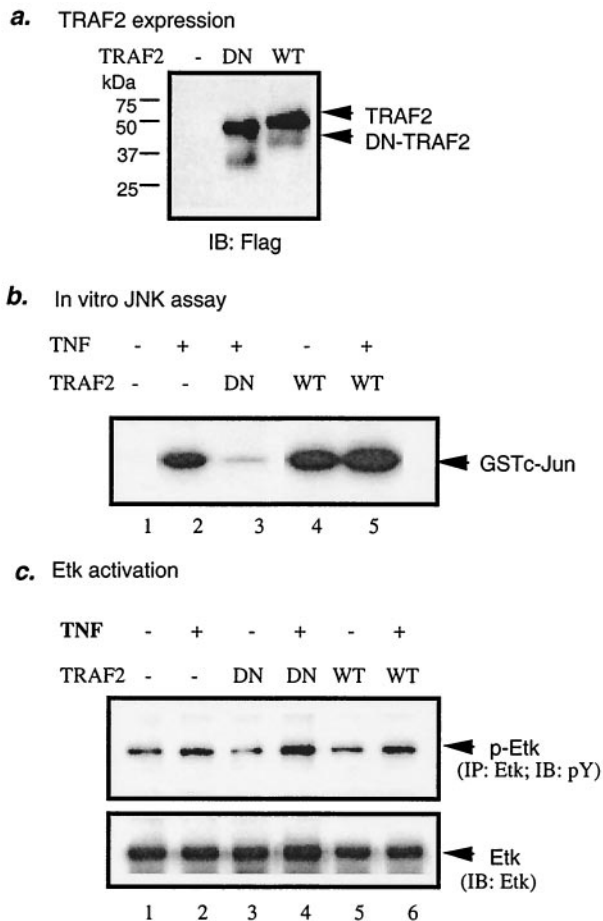 a. TRAF2 expression
TRAF2 - DN WT
kDa
75
50
37
25
TRAF2
DN-TRAF2
IB: Flag
b. In vitro JNK assay
TNF - + + - +
TRAF2 - - DN WT WT
GSTc-Jun
1 2 3 4 5
c. Etk activation
TNF - + - + - +
TRAF2 - - DN DN WT WT
p-Etk
(IP: Etk; IB: pY)
Etk
(IB: Etk)
1 2 3 4 5 6